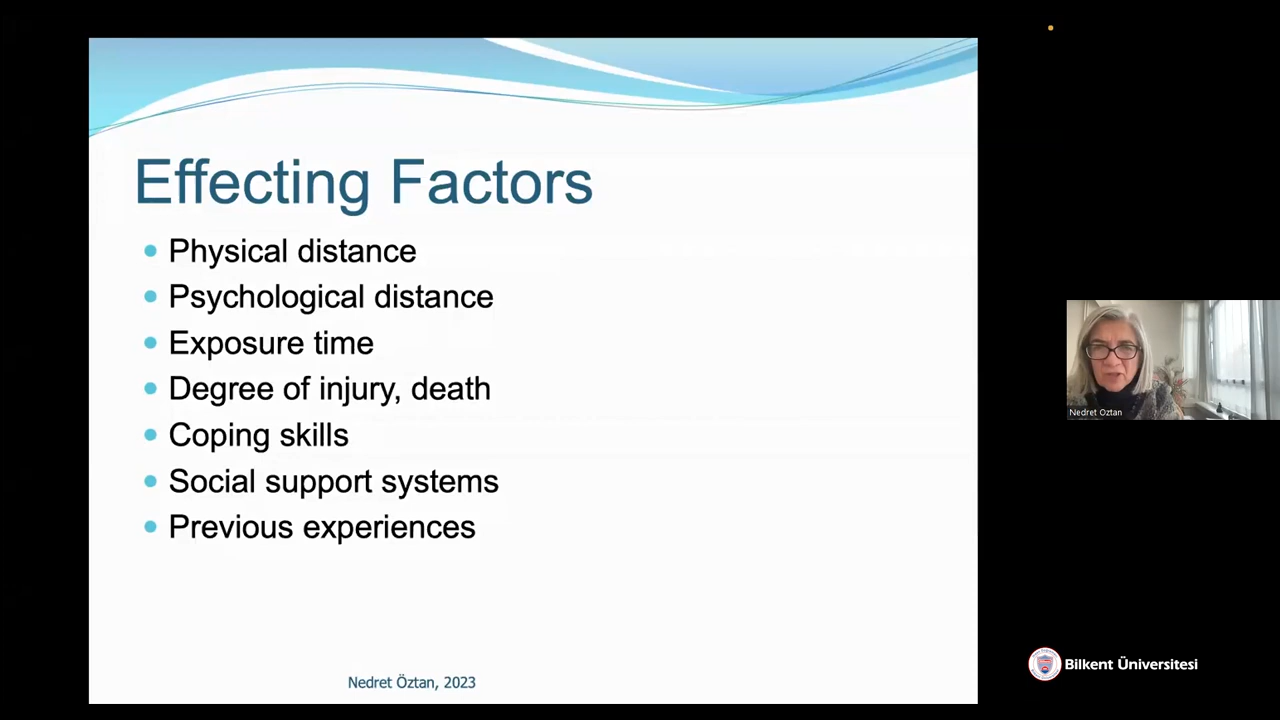 Effecting Factors
Physical distance
Psychological distance
Exposure time
Degree of injury, death
Coping skills
Social support systems
Previous experiences
Nedret Öztan, 2023
Nedret Oztan
Bilkent Üniversitesi